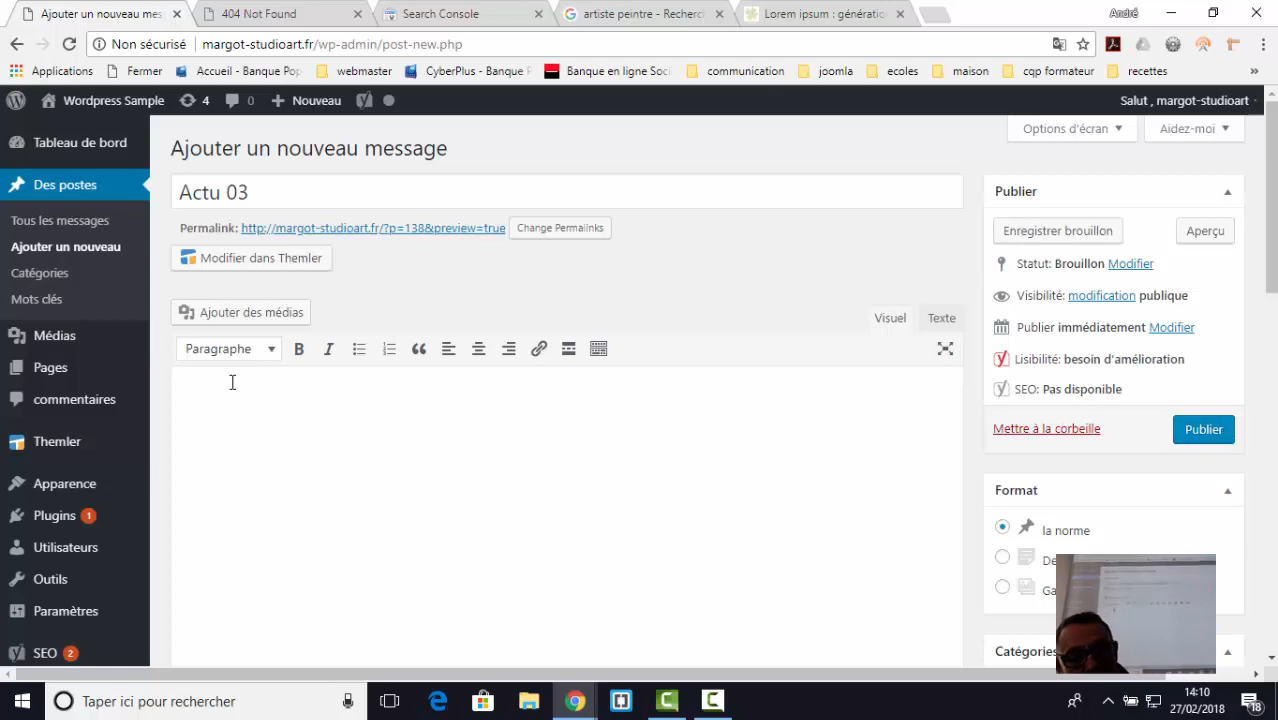 Ajouter un nouveau mes
404 Not Found
Search Console
artiste peintre - Recherc
Lorem ipsum : génératio
André
Non sécurisé
margot-studioart.fr/wp-admin/post-new.php
Applications
Fermer
Accueil - Banque Pop
webmaster
CyberPlus - Banque P
Banque en ligne Soci
communication
joomla
ecoles
maison
cqp formateur
recettes
»
Wordpress Sample
4
0
Nouveau
Salut , margot-studioart
Tableau de bord
Des postes
Tous les messages
Ajouter un nouveau
Catégories
Mots clés
Médias
Pages
commentaires
Themler
Apparence
Plugins 1
Utilisateurs
Outils
Paramètres
SEO 2
Options d'écran
Aidez-moi
Ajouter un nouveau message
Actu 03
Permalink: http://margot-studioart.fr/?p=138&preview=true Change Permalinks
Modifier dans Themler
Ajouter des médias
Visuel
Texte
Paragraphe
B
I
Publier
Enregistrer brouillon
Aperçu
Statut: Brouillon Modifier
Visibilité: modification publique
Publier immédiatement Modifier
Lisibilité: besoin d'amélioration
SEO: Pas disponible
Mettre à la corbeille
Publier
Format
la norme
De
Ga
Catégories
Taper ici pour rechercher
14:10
27/02/2018
18